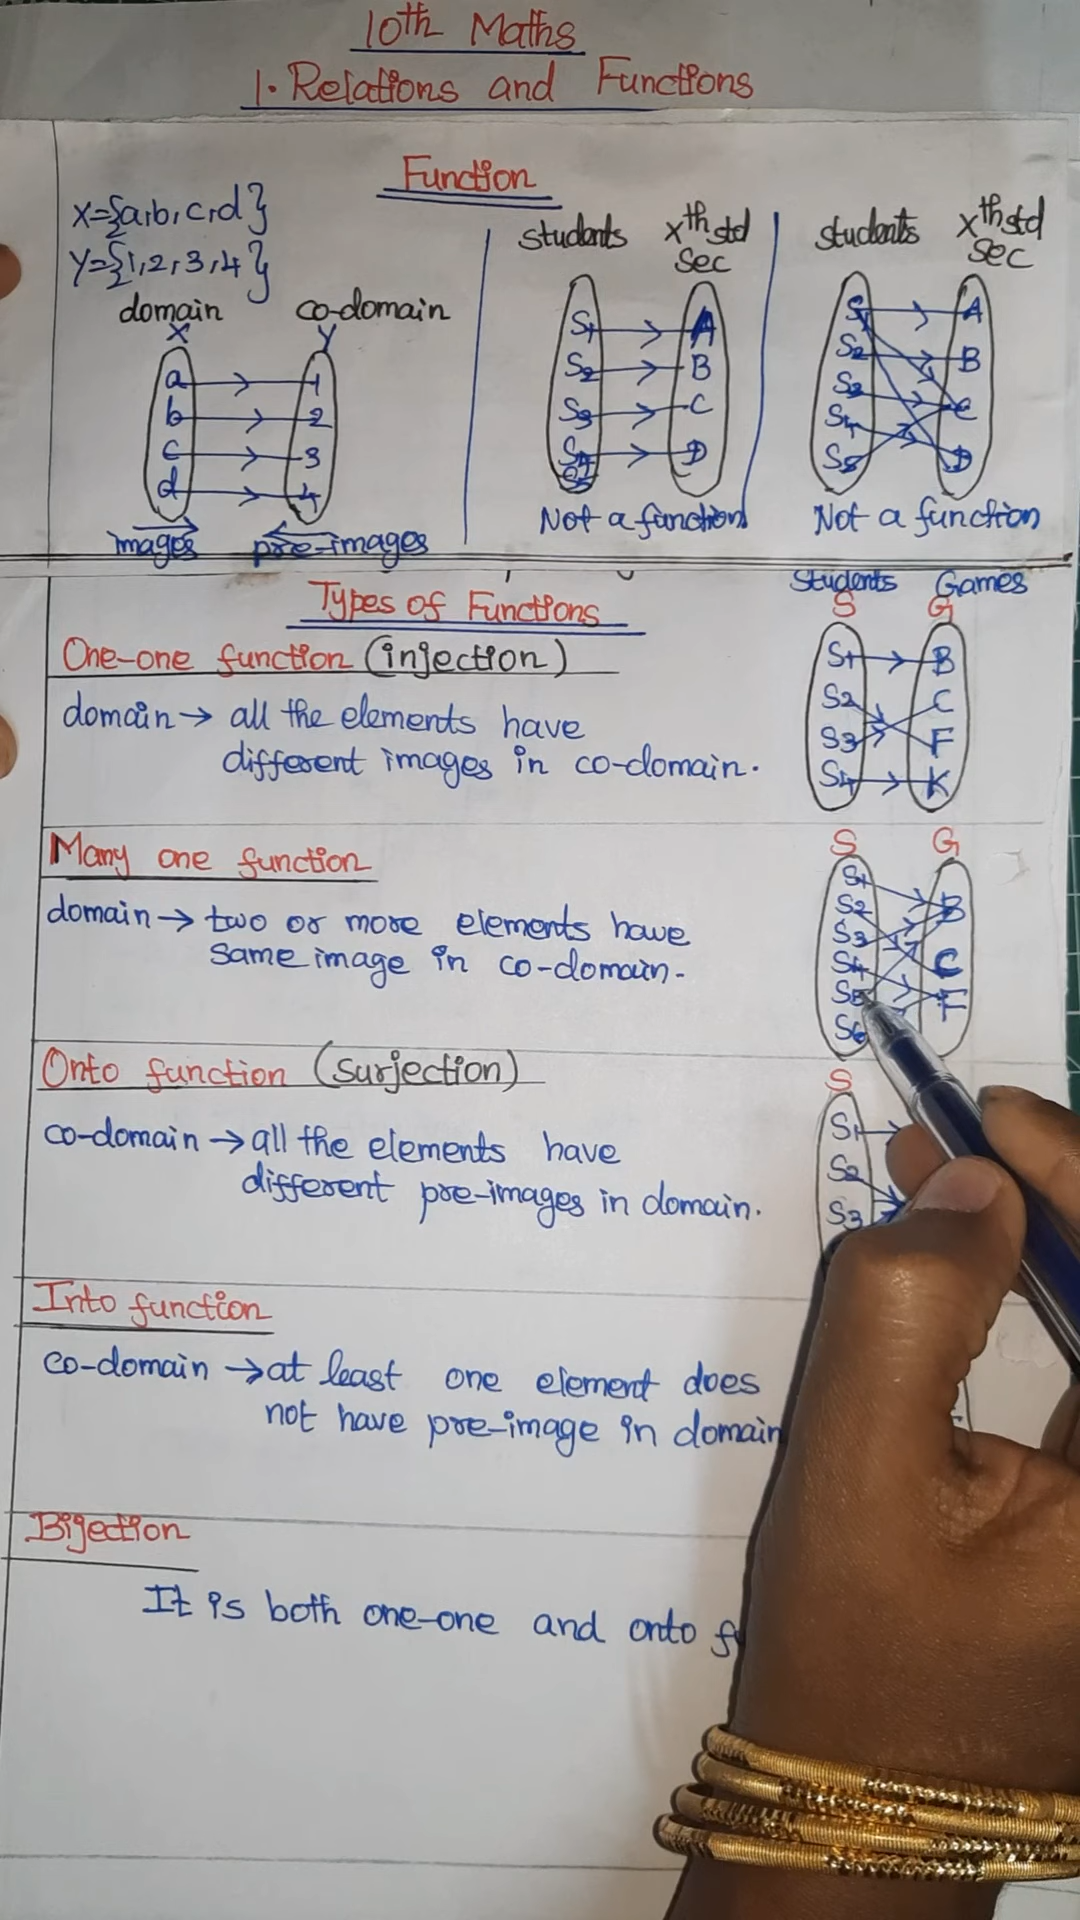 10th Maths
1. Relations and Functions
Function
X={a,b,c,d}
Y={1,2,3,4}
domain co-domain
X Y
a 1
b 2
c 3
d 4
images pre-images
students Xth std
Sec
S1 A
S2 B
S3 C
S4 D
S5
Not a function
students Xth std
Sec
S1 A
S2 B
S3 C
S4 D
S5
Not a function
Types of Functions
Students Games
S G
One-one function (injection)
domain → all the elements have
different images in co-domain.
S1 B
S2 C
S3 F
S4 K
Many one function
domain → two or more elements have
same image in co-domain.
S G
S1 B
S2 C
S3 F
S4
S5
S6
Onto function (surjection)
co-domain → all the elements have
different pre-images in domain.
S
S1
S2
S3
Into function
co-domain → at least one element does
not have pre-image in domain
Bijection
It is both one-one and onto